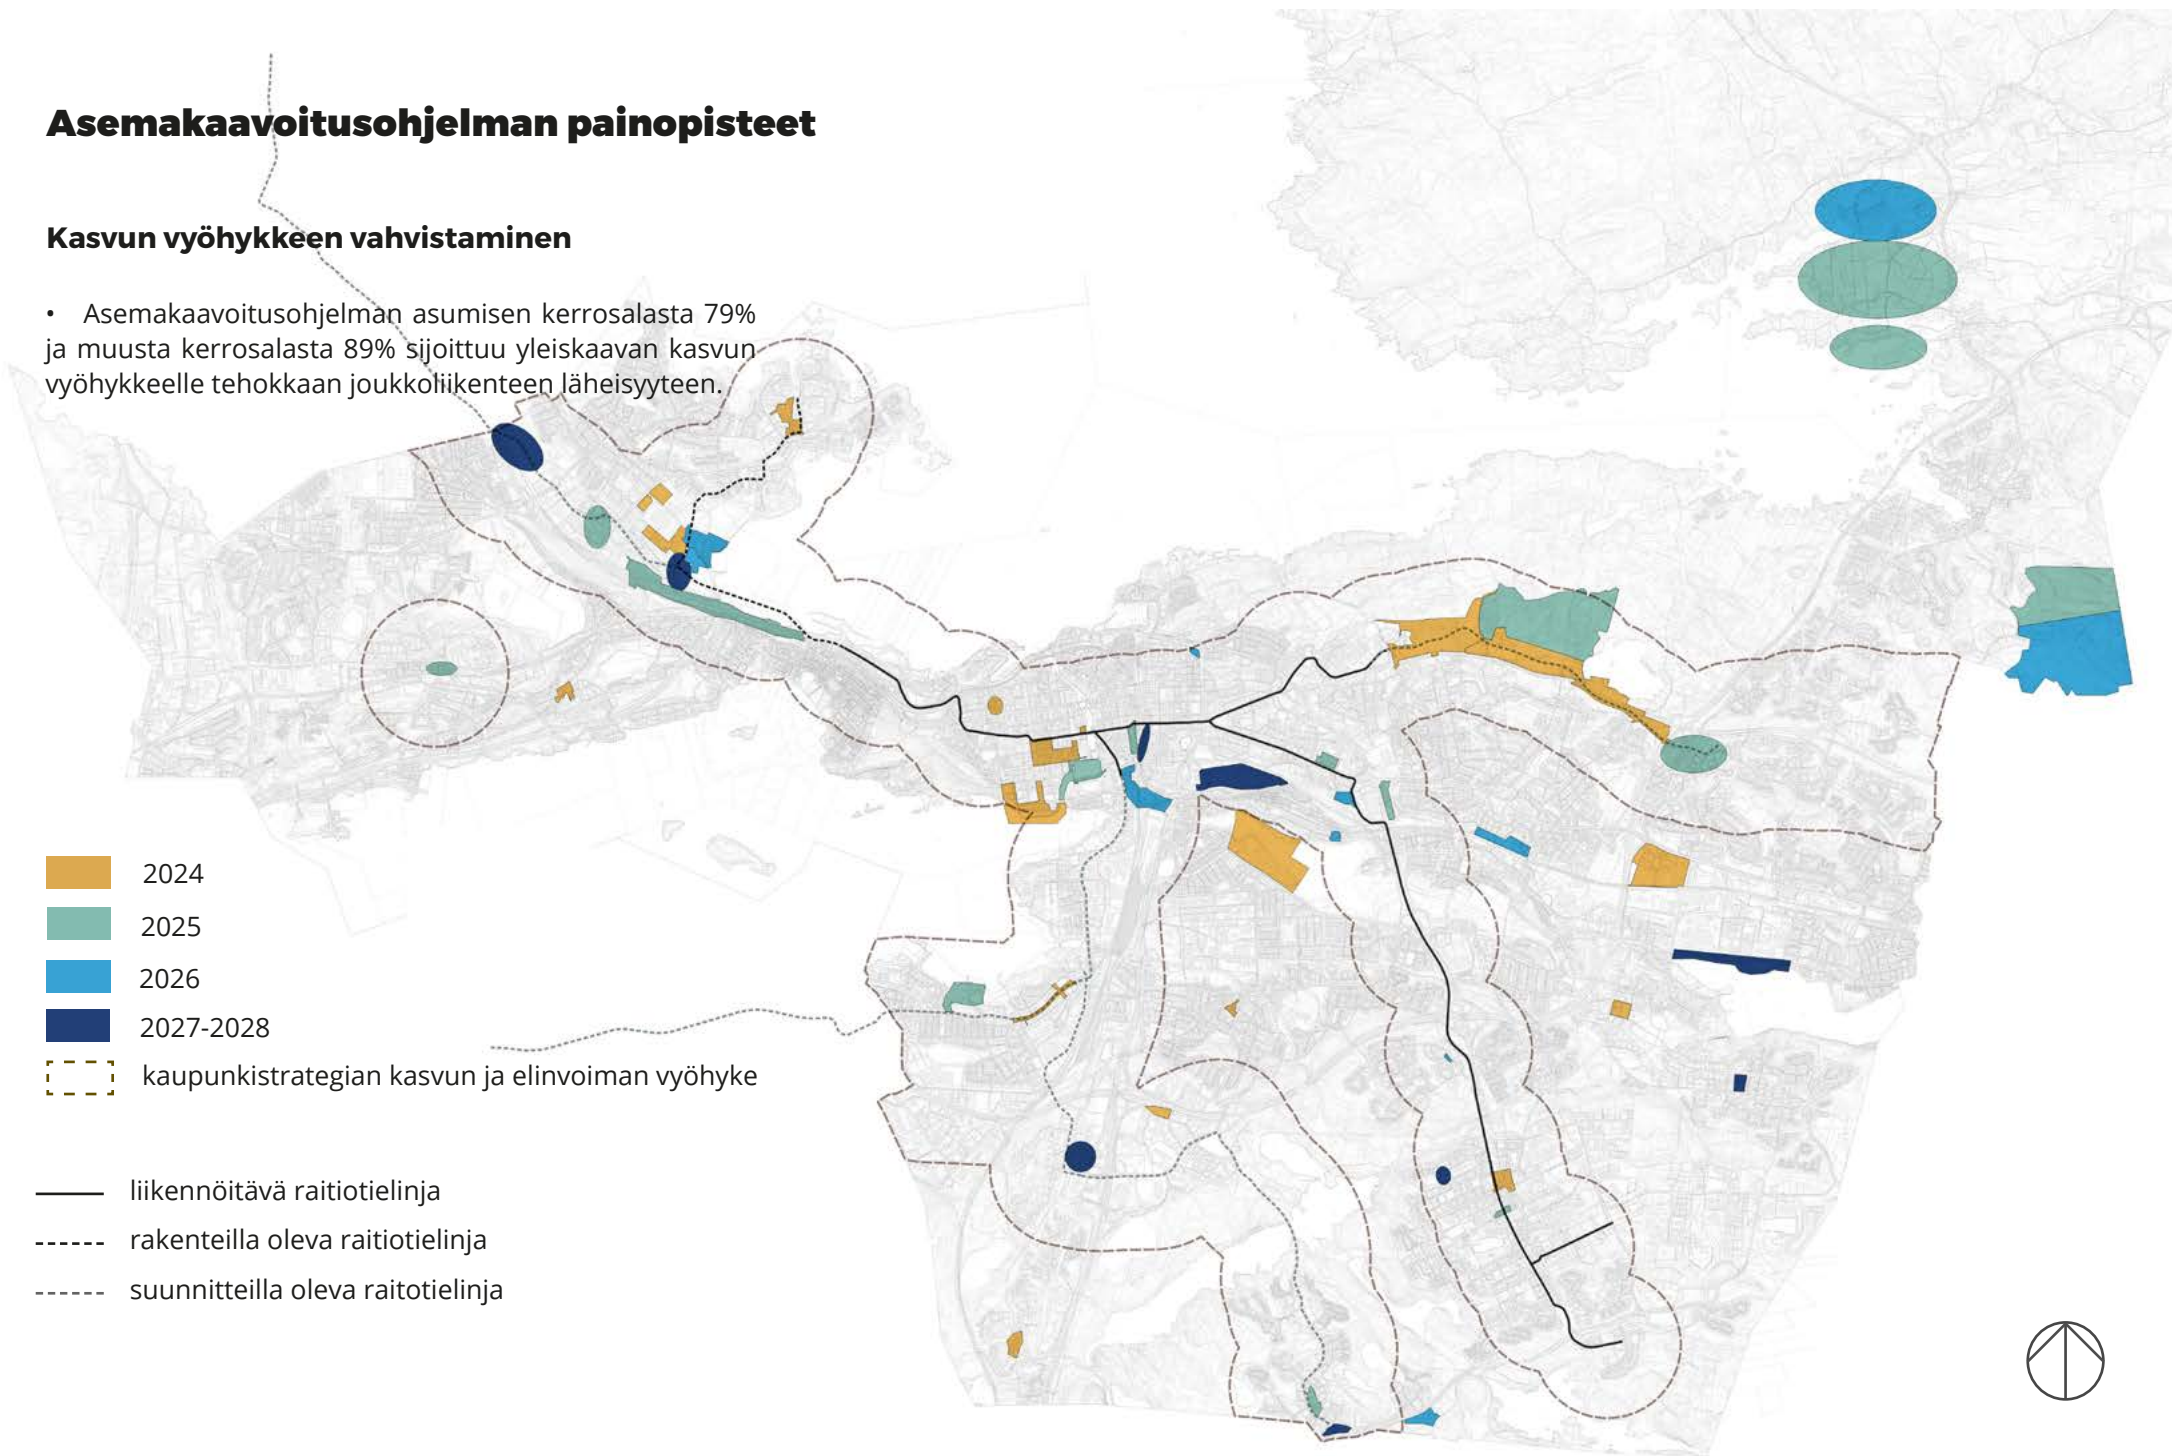 Asemakaavoitusohjelman painopisteet
Kasvun vyöhykkeen vahvistaminen
• Asemakaavoitusohjelman asumisen kerrosalasta 79%
ja muusta kerrosalasta 89% sijoittuu yleiskaavan kasvun
vyöhykkeelle tehokkaan joukkoliikenteen läheisyyteen.
2024
2025
2026
2027-2028
kaupunkistrategian kasvun ja elinvoiman vyöhyke
liikennöitävä raitiotielinja
rakenteilla oleva raitiotielinja
suunnitteilla oleva raitotielinja